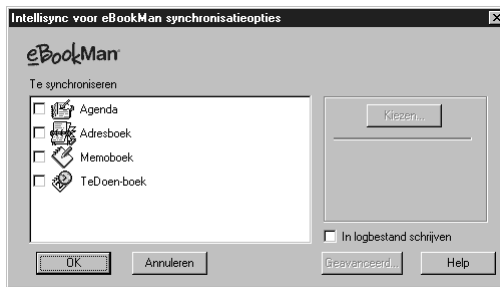 Intellisync voor eBookMan synchronisatieopties
eBookMan
Te synchroniseren
Agenda
Kiezen...
Adresboek
Memoboek
TeDoen-boek
In logbestand schrijven
OK
Annuleren
Geavanceerd...
Help